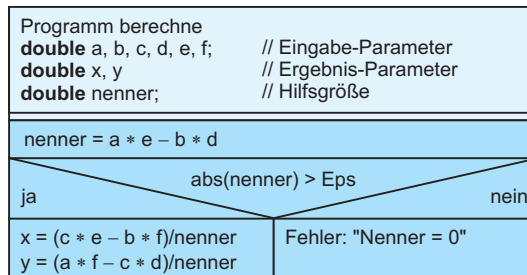 Programm berechne
double a, b, c, d, e, f; // Eingabe-Parameter
double x, y // Ergebnis-Parameter
double nenner; // Hilfsgröße
nenner = a * e – b * d
abs(nenner) > Eps
ja nein
x = (c * e – b * f)/nenner
y = (a * f – c * d)/nenner
Fehler: "Nenner = 0"